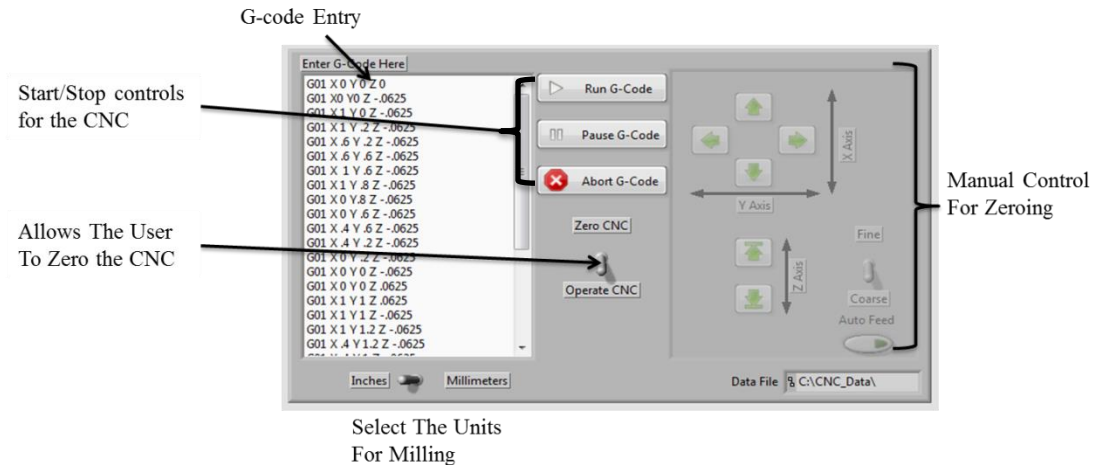 G-code Entry
Start/Stop controls
for the CNC
Allows The User
To Zero the CNC
Enter G-Code Here
G01 X 0 Y 0 Z 0
G01 X0 Y0 Z -.0625
G01 X 1 Y 0 Z -.0625
G01 X 1 Y .2 Z -.0625
G01 X .6 Y .2 Z -.0625
G01 X .6 Y .6 Z -.0625
G01 X 1 Y .6 Z -.0625
G01 X 1 Y .8 Z -.0625
G01 X 0 Y.8 Z -.0625
G01 X 0 Y .6 Z -.0625
G01 X .4 Y .6 Z -.0625
G01 X .4 Y .2 Z -.0625
G01 X 0 Y .2 Z -.0625
G01 X 0 Y 0 Z -.0625
G01 X 0 Y 0 Z .0625
G01 X 1 Y 1 Z .0625
G01 X 1 Y 1 Z -.0625
G01 X 1 Y 1.2 Z -.0625
G01 X .4 Y 1.2 Z -.0625
Inches
Millimeters
Run G-Code
Pause G-Code
Abort G-Code
Zero CNC
Operate CNC
X Axis
Y Axis
Z Axis
Fine
Coarse
Auto Feed
Data File
C:\CNC_Data\
Manual Control
For Zeroing
Select The Units
For Milling